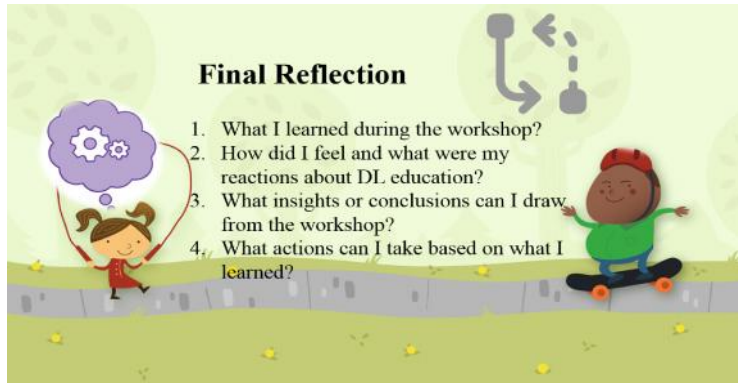 Final Reflection
1. What I learned during the workshop?
2. How did I feel and what were my
reactions about DL education?
3. What insights or conclusions can I draw
from the workshop?
4. What actions can I take based on what I
learned?